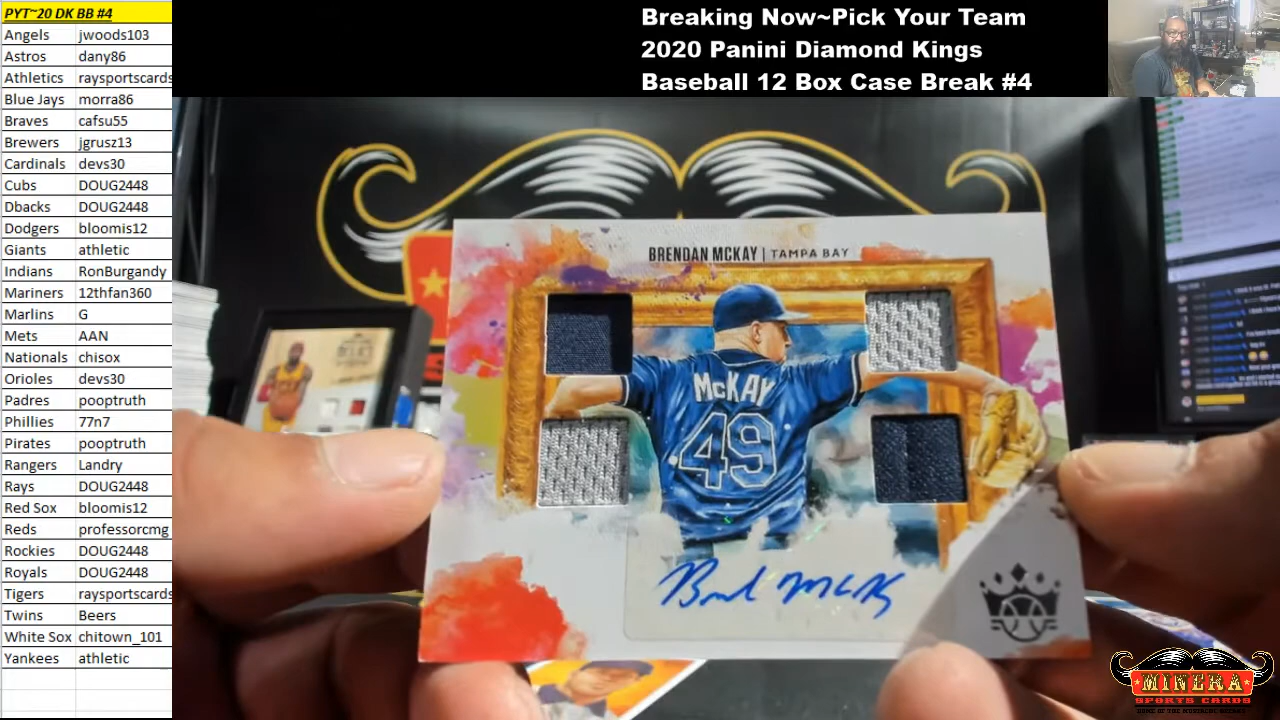 PYT~20 DK BB #4
Angels jwoods103
Astros dany86
Athletics raysportscards
Blue Jays morra86
Braves cafsu55
Brewers jgrusz13
Cardinals devs30
Cubs DOUG2448
Dbacks DOUG2448
Dodgers bloomis12
Giants athletic
Indians RonBurgandy
Mariners 12thfan360
Marlins G
Mets AAN
Nationals chisox
Orioles devs30
Padres pooptruth
Phillies 77n7
Pirates pooptruth
Rangers Landry
Rays DOUG2448
Red Sox bloomis12
Reds professorcmg
Rockies DOUG2448
Royals DOUG2448
Tigers raysportscards
Twins Beers
White Sox chitown_101
Yankees athletic
Breaking Now~Pick Your Team
2020 Panini Diamond Kings
Baseball 12 Box Case Break #4
BRENDAN MCKAY | TAMPA BAY
McKAY
49
MINERA
SPORTS CARDS